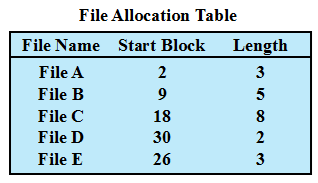 File Allocation Table
File Name Start Block Length
File A 2 3
File B 9 5
File C 18 8
File D 30 2
File E 26 3